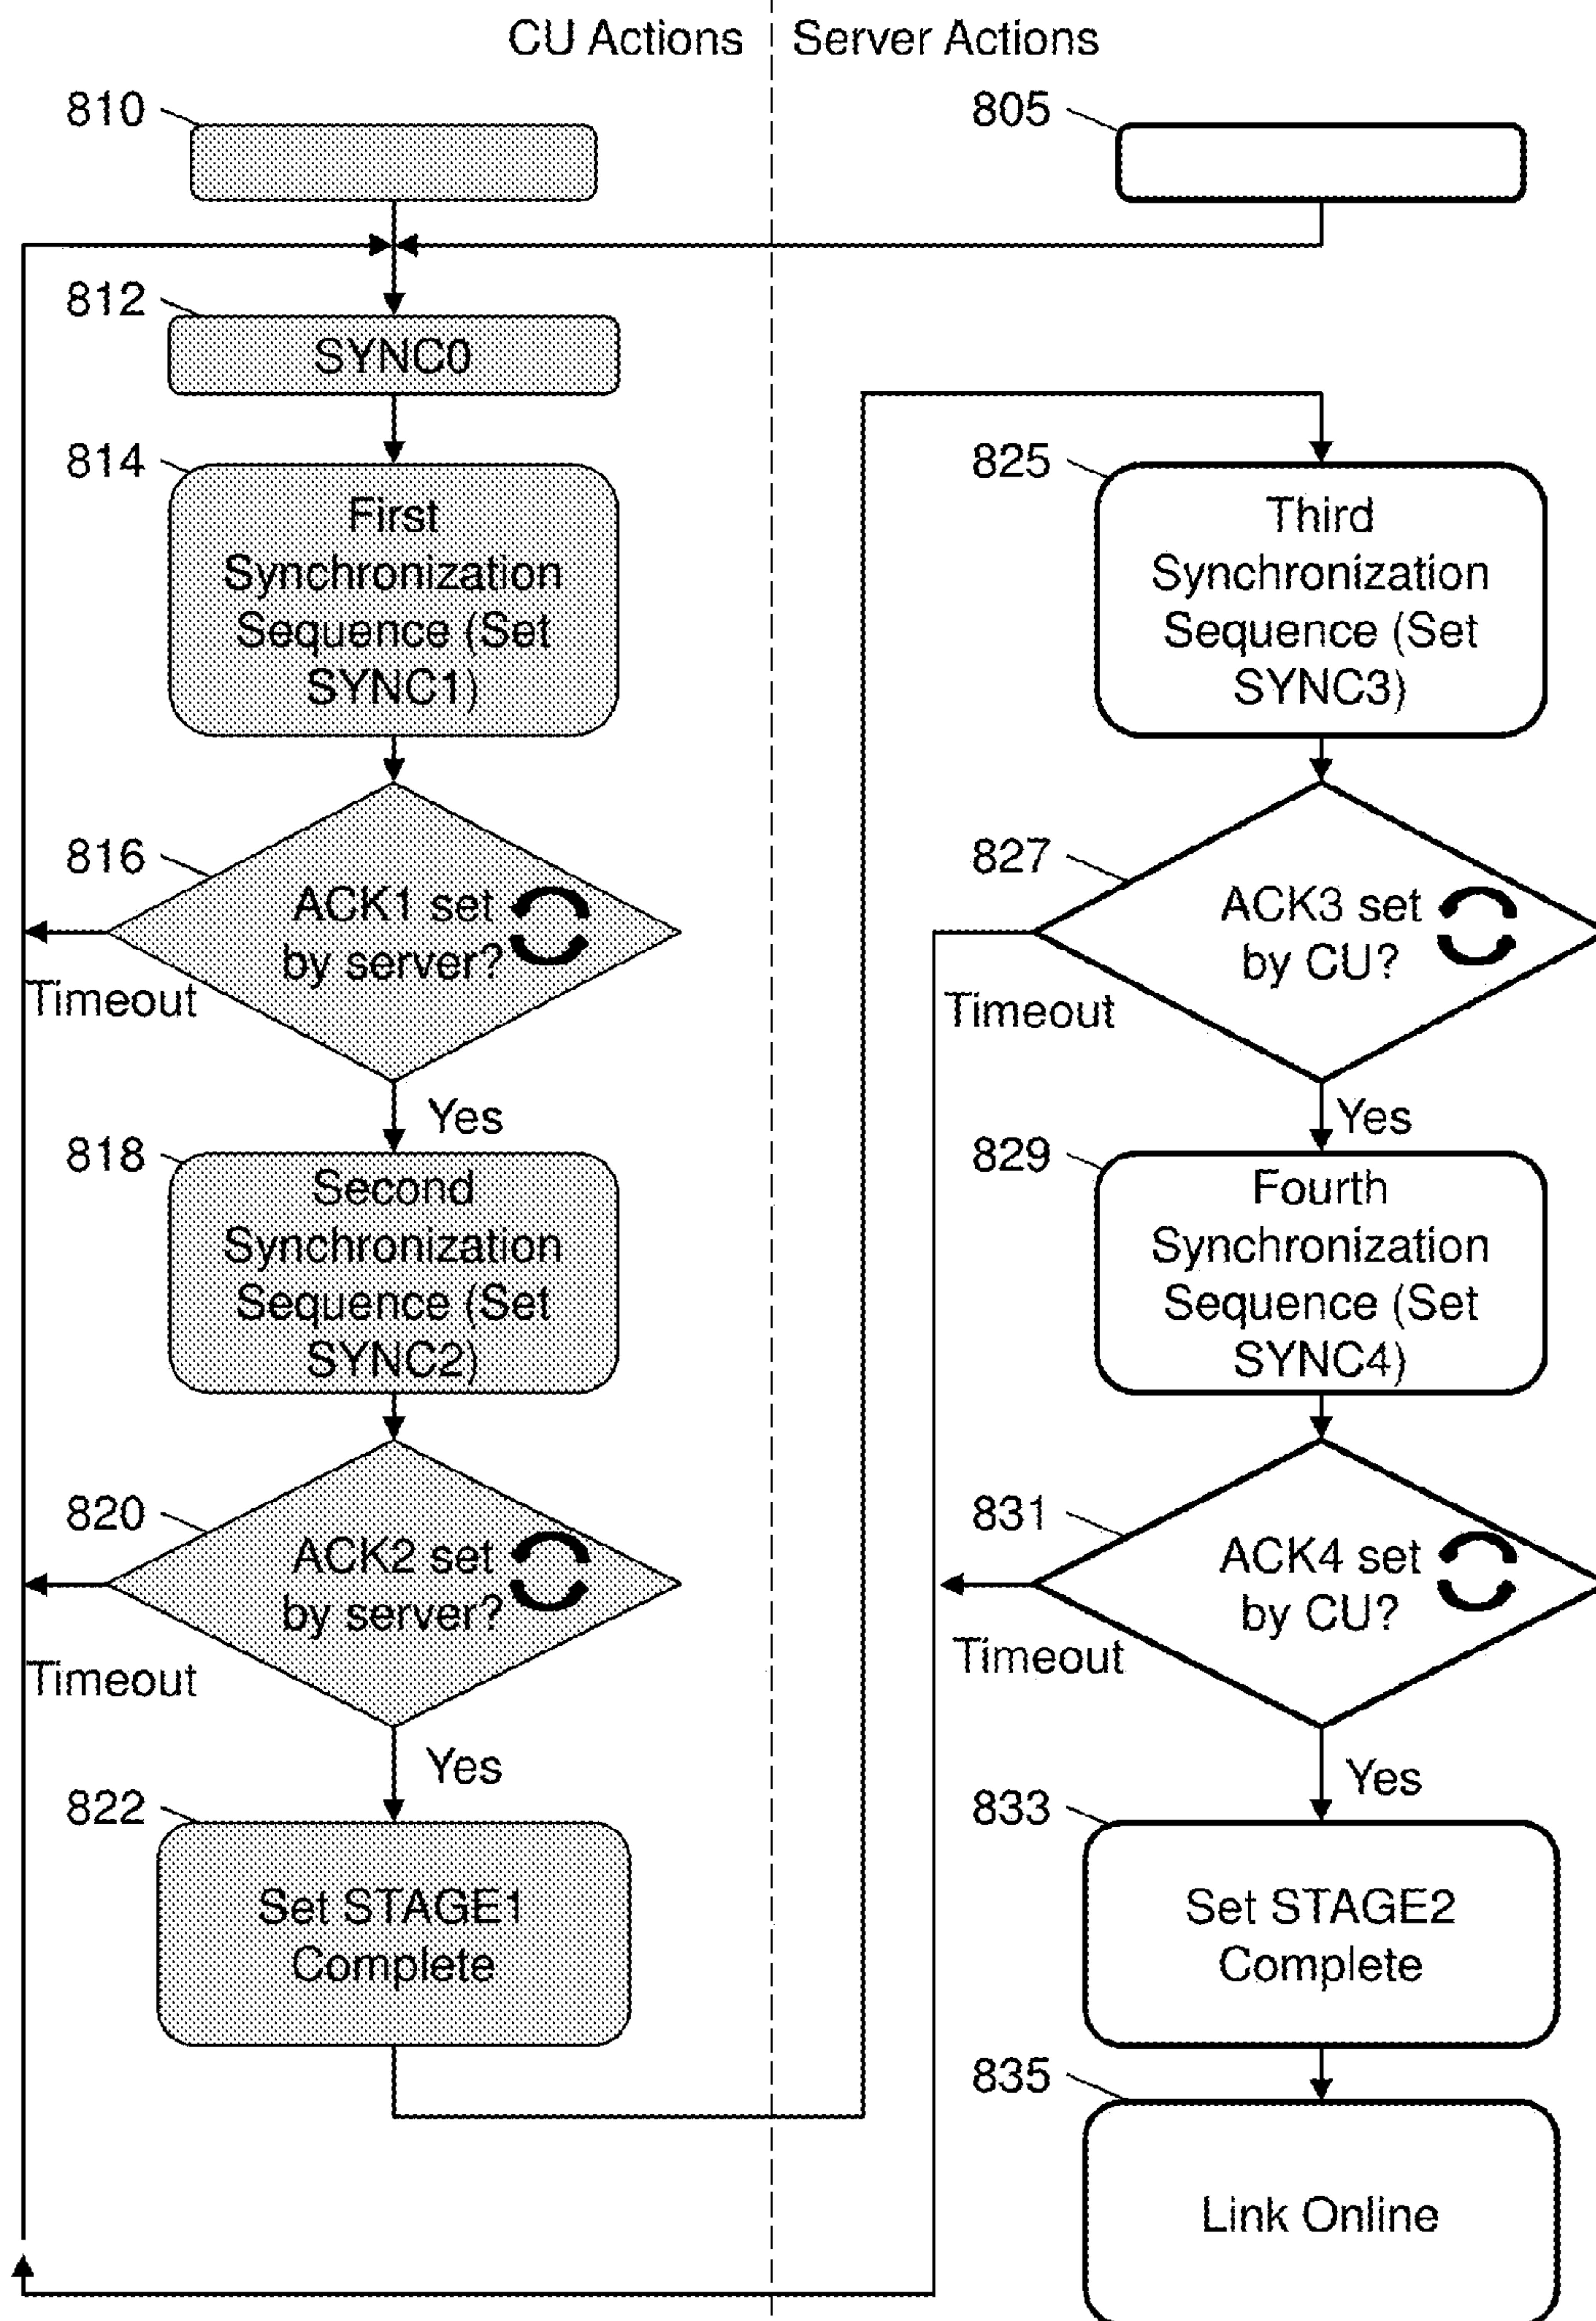 CU Actions
Server Actions
810
805
812
SYNC0
814
First
Synchronization
Sequence (Set
SYNC1)
825
Third
Synchronization
Sequence (Set
SYNC3)
816
ACK1 set
by server?
Timeout
Yes
827
ACK3 set
by CU?
Timeout
Yes
818
Second
Synchronization
Sequence (Set
SYNC2)
829
Fourth
Synchronization
Sequence (Set
SYNC4)
820
ACK2 set
by server?
Timeout
Yes
831
ACK4 set
by CU?
Timeout
Yes
822
Set STAGE1
Complete
833
Set STAGE2
Complete
835
Link Online